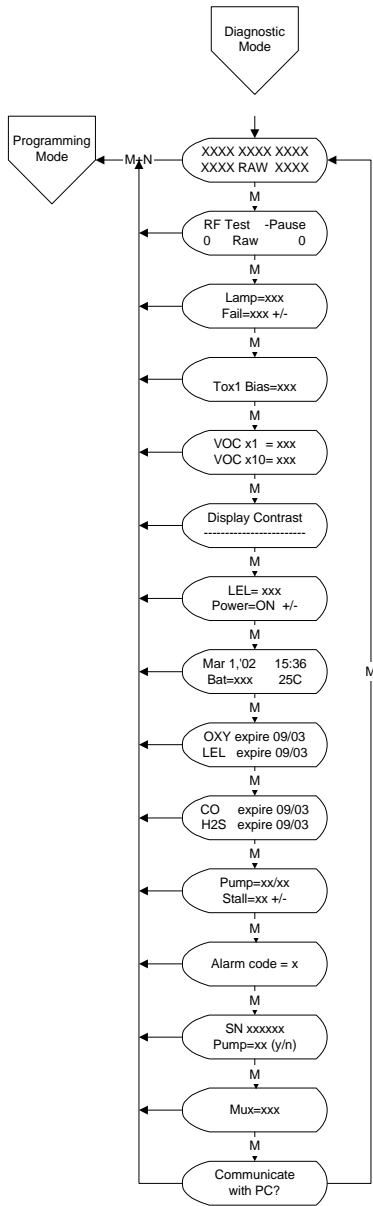 Diagnostic
Mode
Programming
Mode
M+N
XXXX XXXX XXXX
XXXX RAW XXXX
M
RF Test -Pause
0 Raw 0
M
Lamp=xxx
Fail=xxx +/-
M
Tox1 Bias=xxx
M
VOC x1 = xxx
VOC x10= xxx
M
Display Contrast
------------------------
M
LEL= xxx
Power=ON +/-
M
Mar 1,'02 15:36
Bat=xxx 25C
M
M
OXY expire 09/03
LEL expire 09/03
M
CO expire 09/03
H2S expire 09/03
M
Pump=xx/xx
Stall=xx +/-
M
Alarm code = x
M
SN xxxxxx
Pump=xx (y/n)
M
Mux=xxx
M
Communicate
with PC?